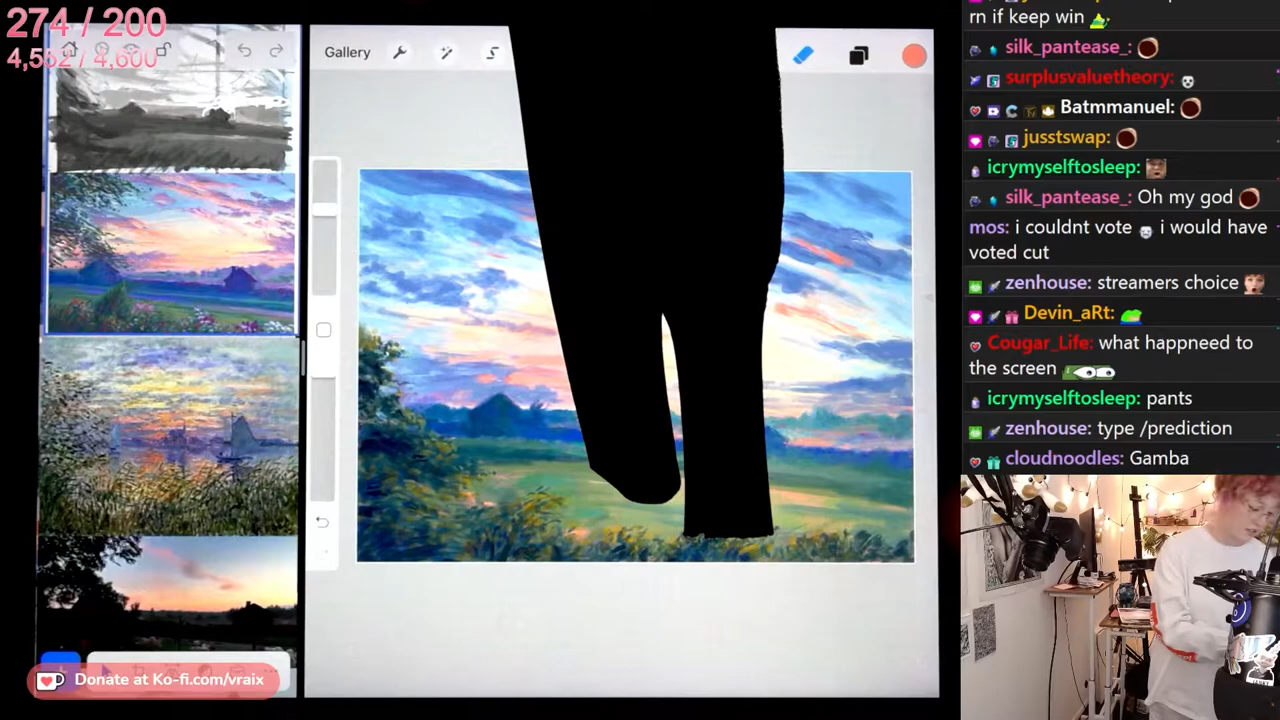 274 / 200
4,582 / 4,600
Gallery
rn if keep win
silk_pantease_:
surplusvaluetheory:
Batmmanuel:
jusstswap:
icrymyselftosleep:
silk_pantease_: Oh my god
mos: i couldnt vote i would have
voted cut
zenhouse: streamers choice
Devin_aRt:
Cougar_Life: what happneed to
the screen
icrymyselftosleep: pants
zenhouse: type /prediction
cloudnoodles: Gamba
Donate at Ko-fi.com/vraix